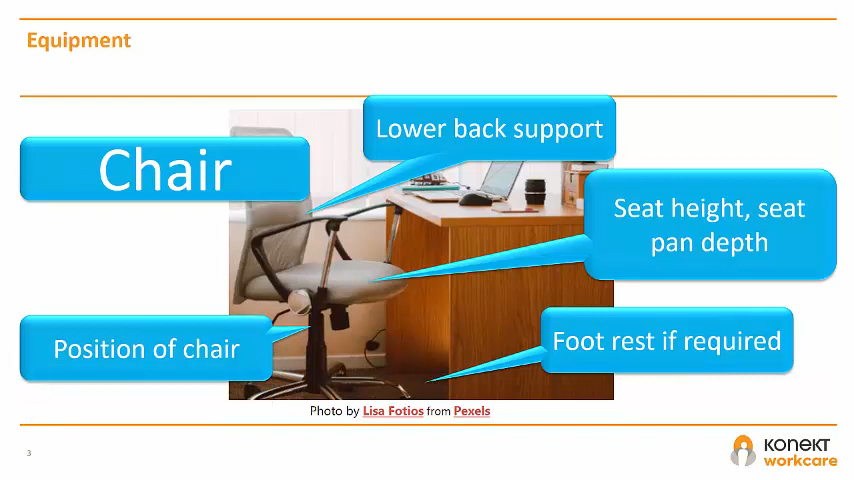 Equipment
Lower back support
Chair
Seat height, seat
pan depth
Position of chair
Foot rest if required
Photo by Lisa Fotios from Pexels
3
KONEKT
workcare